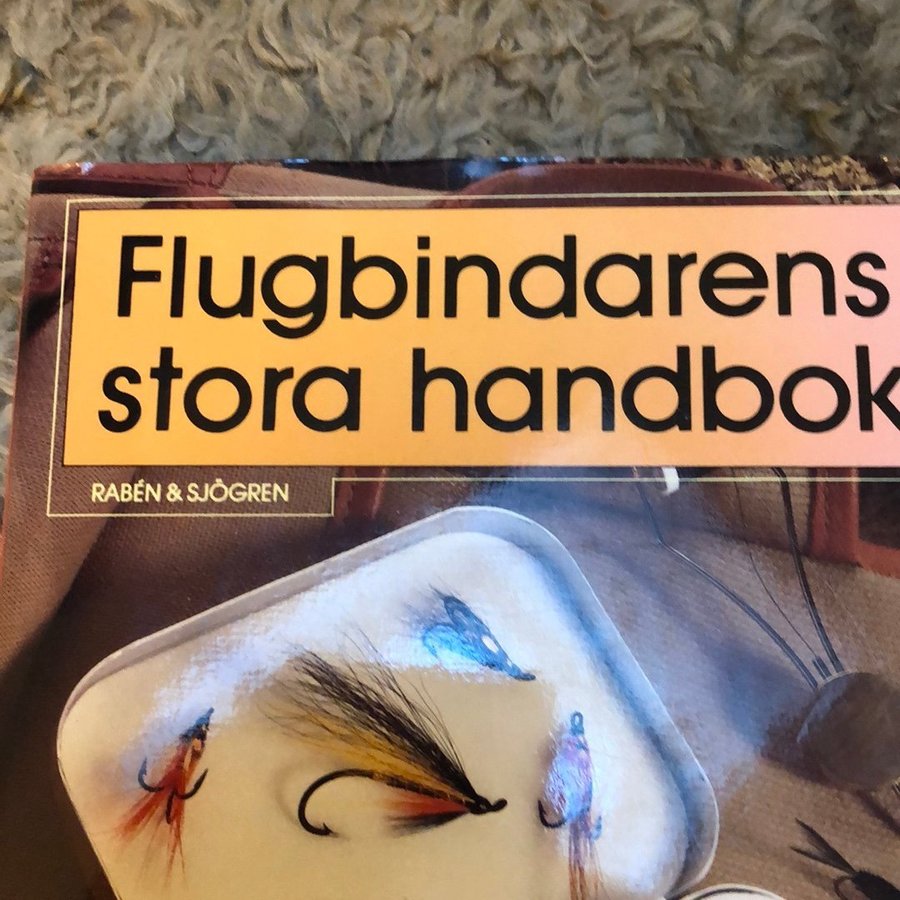 Flugbindarens
stora handbok
RABÉN & SJÖGREN